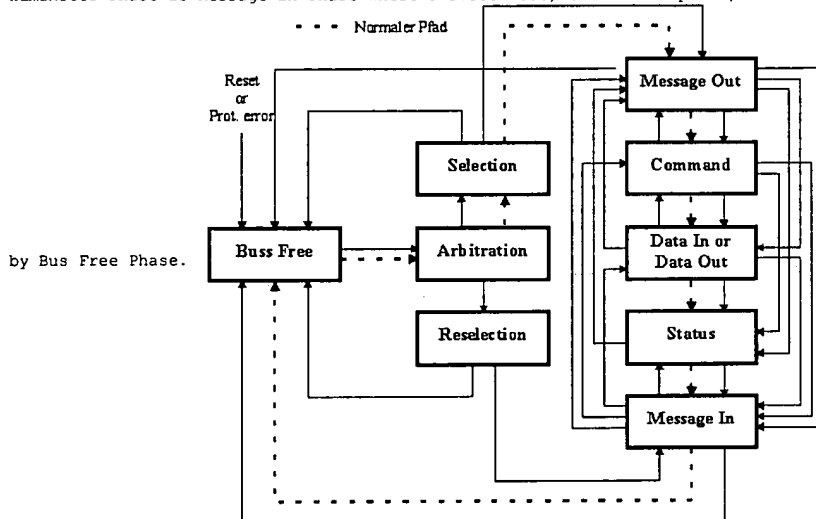 Normaler Pfad
Reset
or
Prot. error
Message Out
Selection
Command
Buss Free
Arbitration
Data In or
Data Out
by Bus Free Phase.
Reselection
Status
Message In